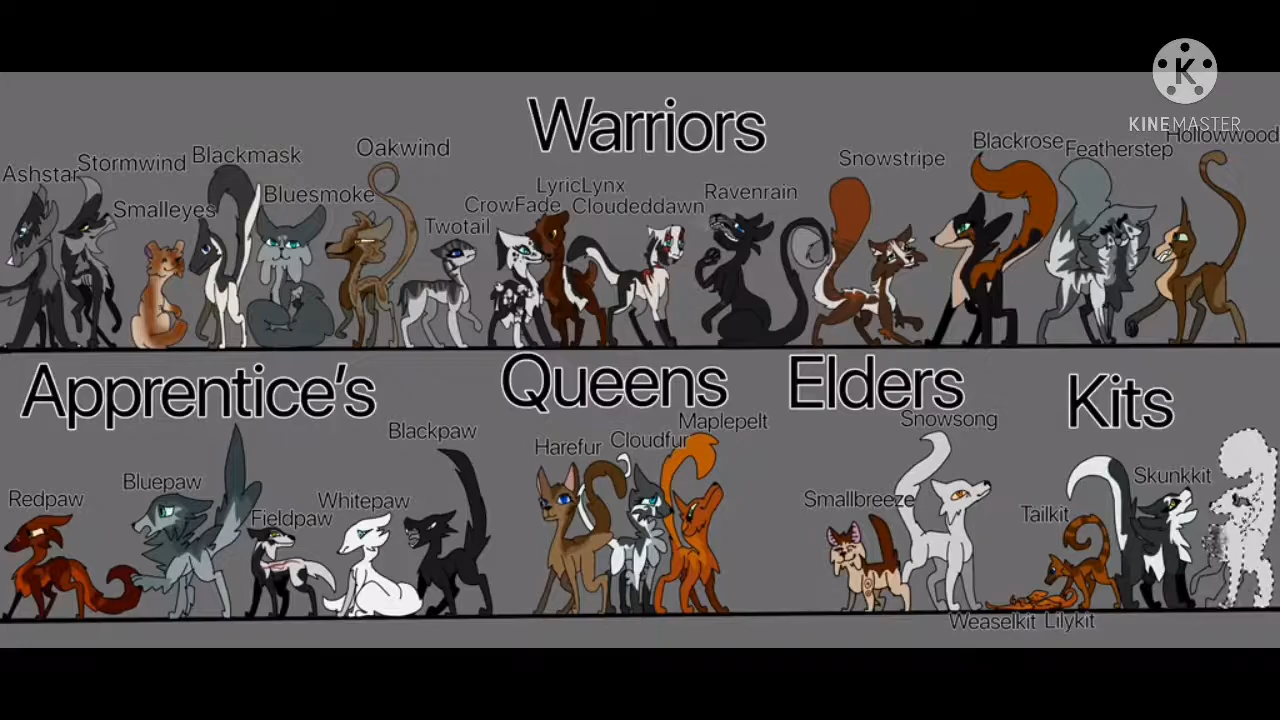 K
KINEMASTER
Warriors
Ashstar
Stormwind
Smalleyes
Blackmask
Bluesmoke
Oakwind
Twotail
CrowFade
LyricLynx
Cloudeddawn
Ravenrain
Snowstripe
Blackrose
Featherstep
Hollowwood
Apprentice's
Redpaw
Bluepaw
Fieldpaw
Whitepaw
Blackpaw
Queens
Harefur
Cloudfur
Maplepelt
Elders
Smallbreeze
Snowsong
Kits
Weaselkit Lilykit
Tailkit
Skunkkit